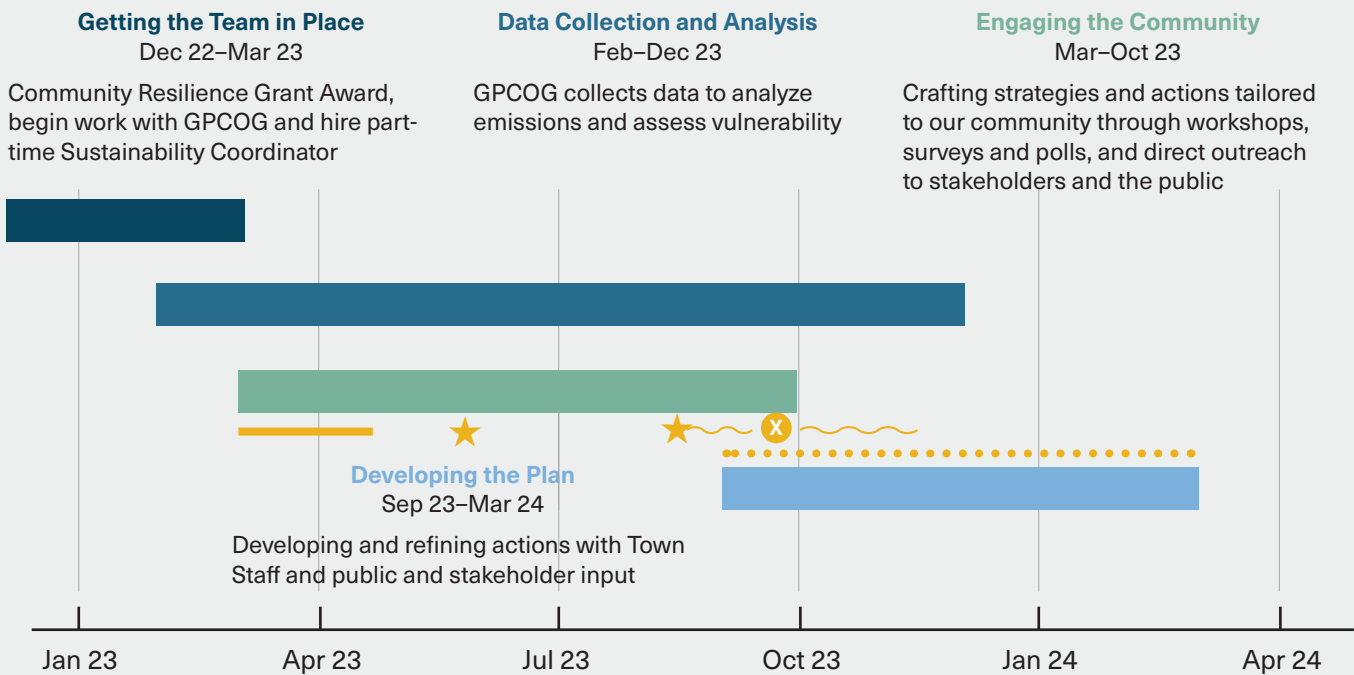 Getting the Team in Place
Dec 22–Mar 23
Community Resilience Grant Award,
begin work with GPCOG and hire part-
time Sustainability Coordinator
Data Collection and Analysis
Feb–Dec 23
GPCOG collects data to analyze
emissions and assess vulnerability
Engaging the Community
Mar–Oct 23
Crafting strategies and actions tailored
to our community through workshops,
surveys and polls, and direct outreach
to stakeholders and the public
X
Developing the Plan
Sep 23–Mar 24
Developing and refining actions with Town
Staff and public and stakeholder input
Jan 23
Apr 23
Jul 23
Oct 23
Jan 24
Apr 24